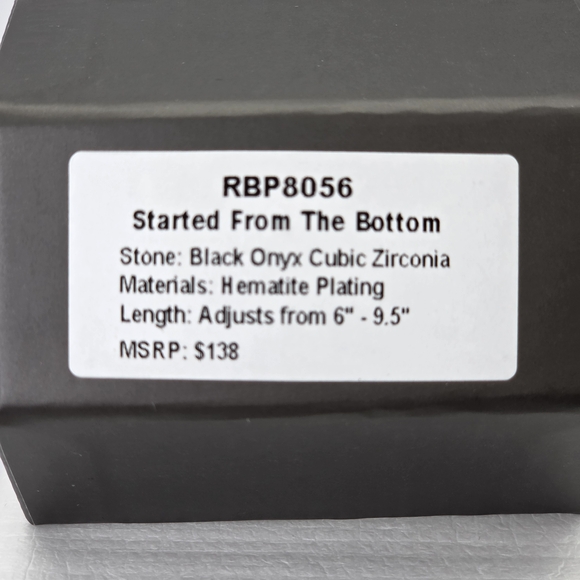 RBP8056
Started From The Bottom
Stone: Black Onyx Cubic Zirconia
Materials: Hematite Plating
Length: Adjusts from 6" - 9.5"
MSRP: $138